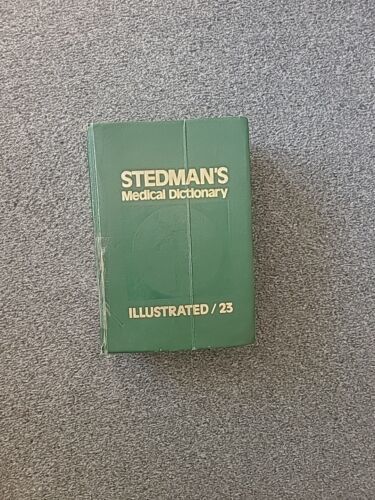 STEDMAN'S
Medical Dictionary
ILLUSTRATED / 23